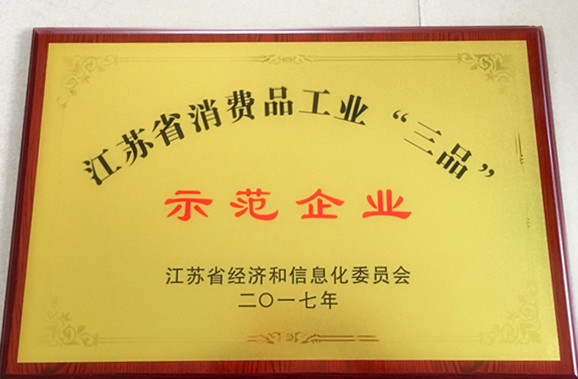 江苏省消费品工业“三品”
示范企业
江苏省经济和信息化委员会
二〇一七年